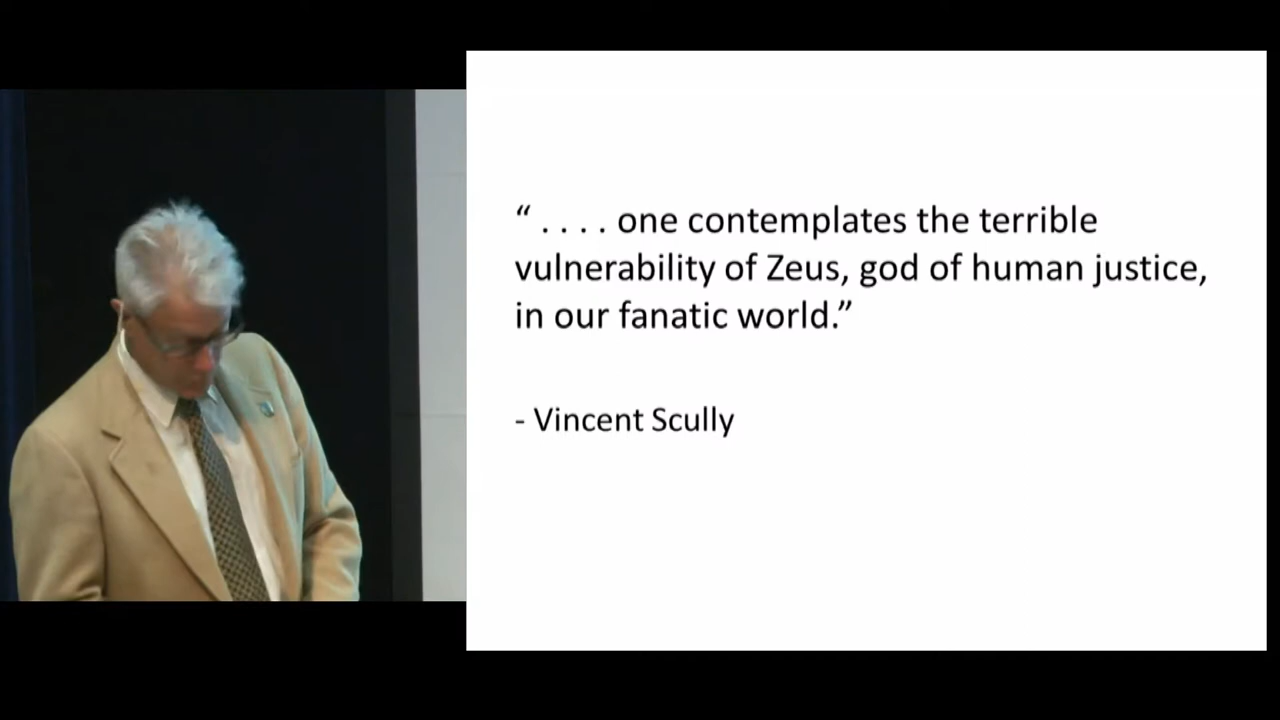 “ . . . . one contemplates the terrible
vulnerability of Zeus, god of human justice,
in our fanatic world.”
- Vincent Scully